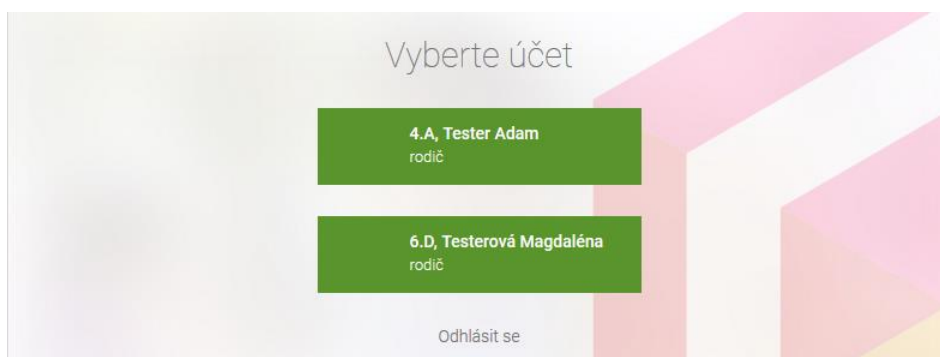 Vyberte účet
4.A, Tester Adam
rodič
6.D, Testerová Magdaléna
rodič
Odhlásit se